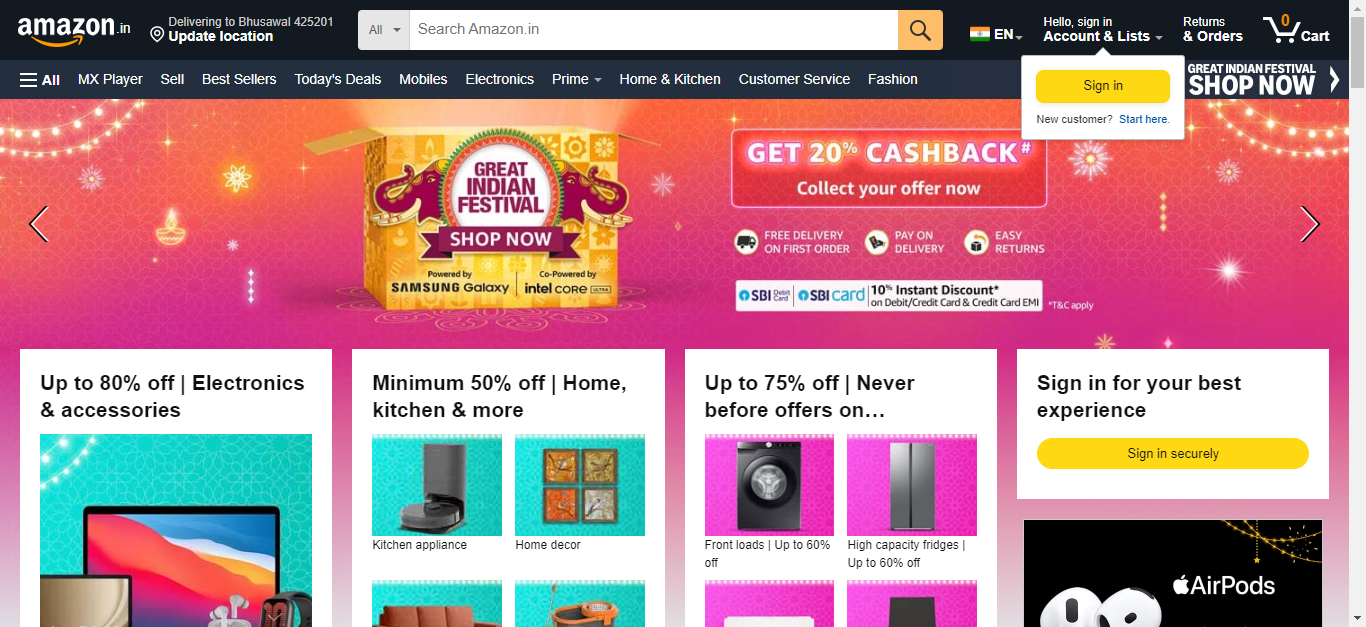 amazon.in
Delivering to Bhusawal 425201
Update location
All
Search Amazon.in
EN
Hello, sign in
Account & Lists
Returns
& Orders
0
Cart
All
MX Player
Sell
Best Sellers
Today's Deals
Mobiles
Electronics
Prime
Home & Kitchen
Customer Service
Fashion
GREAT INDIAN FESTIVAL
SHOP NOW
Sign in
New customer? Start here.
GREAT
INDIAN
FESTIVAL
SHOP NOW
Powered by
SAMSUNG Galaxy
Co-Powered by
intel CORE ULTRA
GET 20% CASHBACK#
Collect your offer now
FREE DELIVERY
ON FIRST ORDER
PAY ON
DELIVERY
EASY
RETURNS
SBI Debit Card
SBI card
10% Instant Discount*
on Debit/Credit Card & Credit Card EMI
*T&C apply
Up to 80% off | Electronics
& accessories
Minimum 50% off | Home,
kitchen & more
Kitchen appliance
Home decor
Up to 75% off | Never
before offers on…
Front loads | Up to 60%
off
High capacity fridges |
Up to 60% off
Sign in for your best
experience
Sign in securely
AirPods